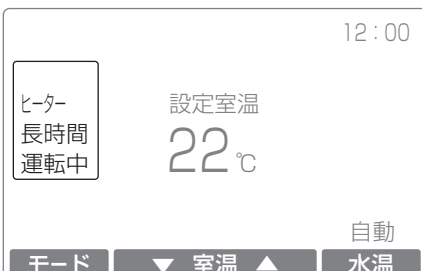 12:00
ヒーター
長時間
運転中
設定室温
22℃
自動
モード ▼ 室温 ▲ 水温